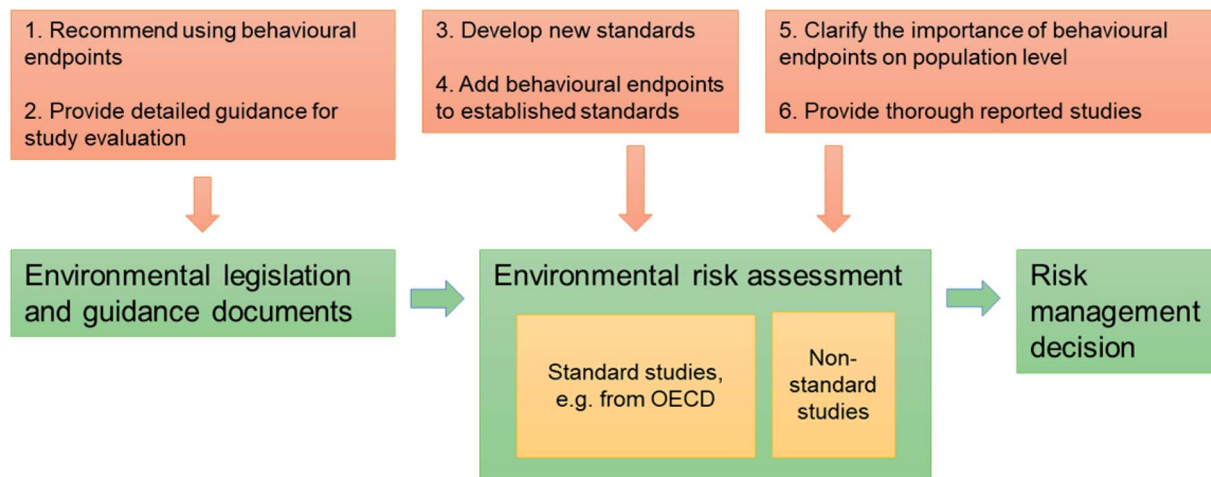 1. Recommend using behavioural
endpoints
2. Provide detailed guidance for
study evaluation
3. Develop new standards
4. Add behavioural endpoints
to established standards
5. Clarify the importance of behavioural
endpoints on population level
6. Provide thorough reported studies
Environmental legislation
and guidance documents
Environmental risk assessment
Standard studies,
e.g. from OECD
Non-
standard
studies
Risk
management
decision